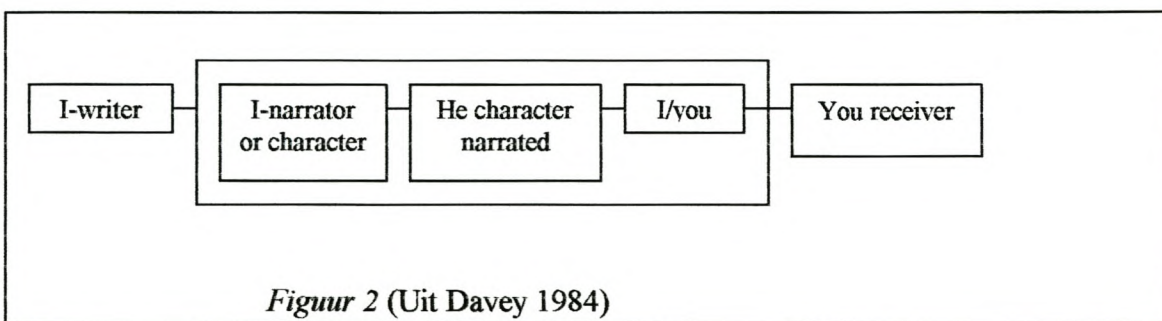 I-writer
I-narrator
or character
He character
narrated
I/you
You receiver
Figuur 2 (Uit Davey 1984)